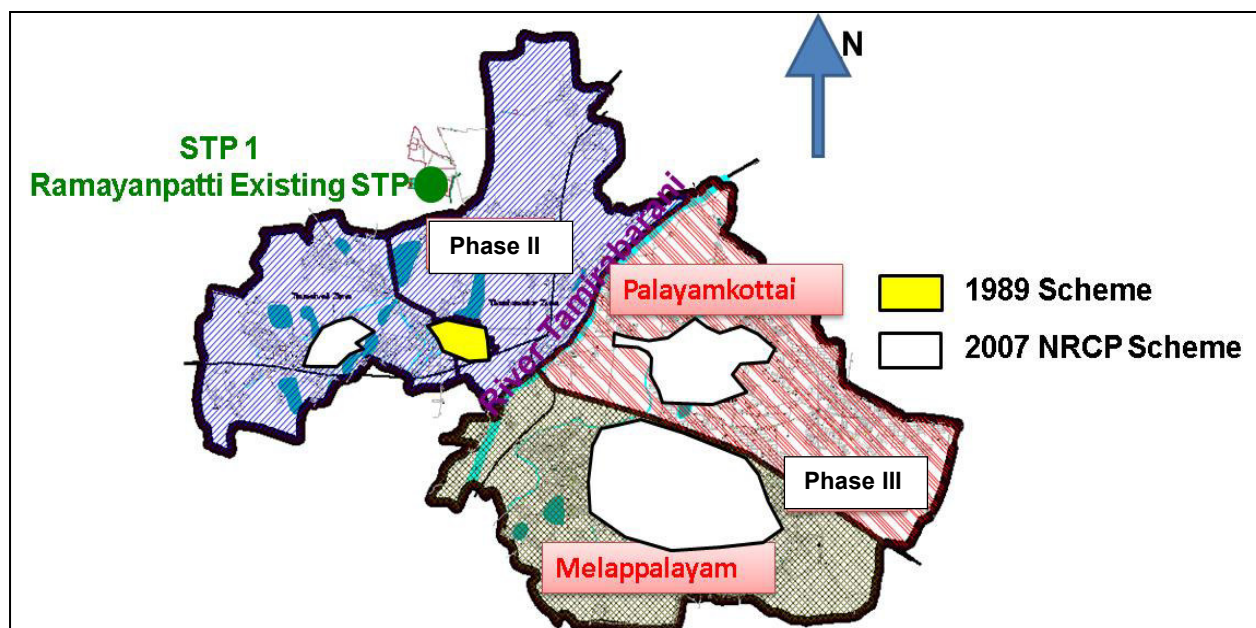 N
STP 1
Ramayanpatti Existing STP
Phase II
River Tamirabarani
Palayamkottai
1989 Scheme
2007 NRCP Scheme
Phase III
Melappalayam